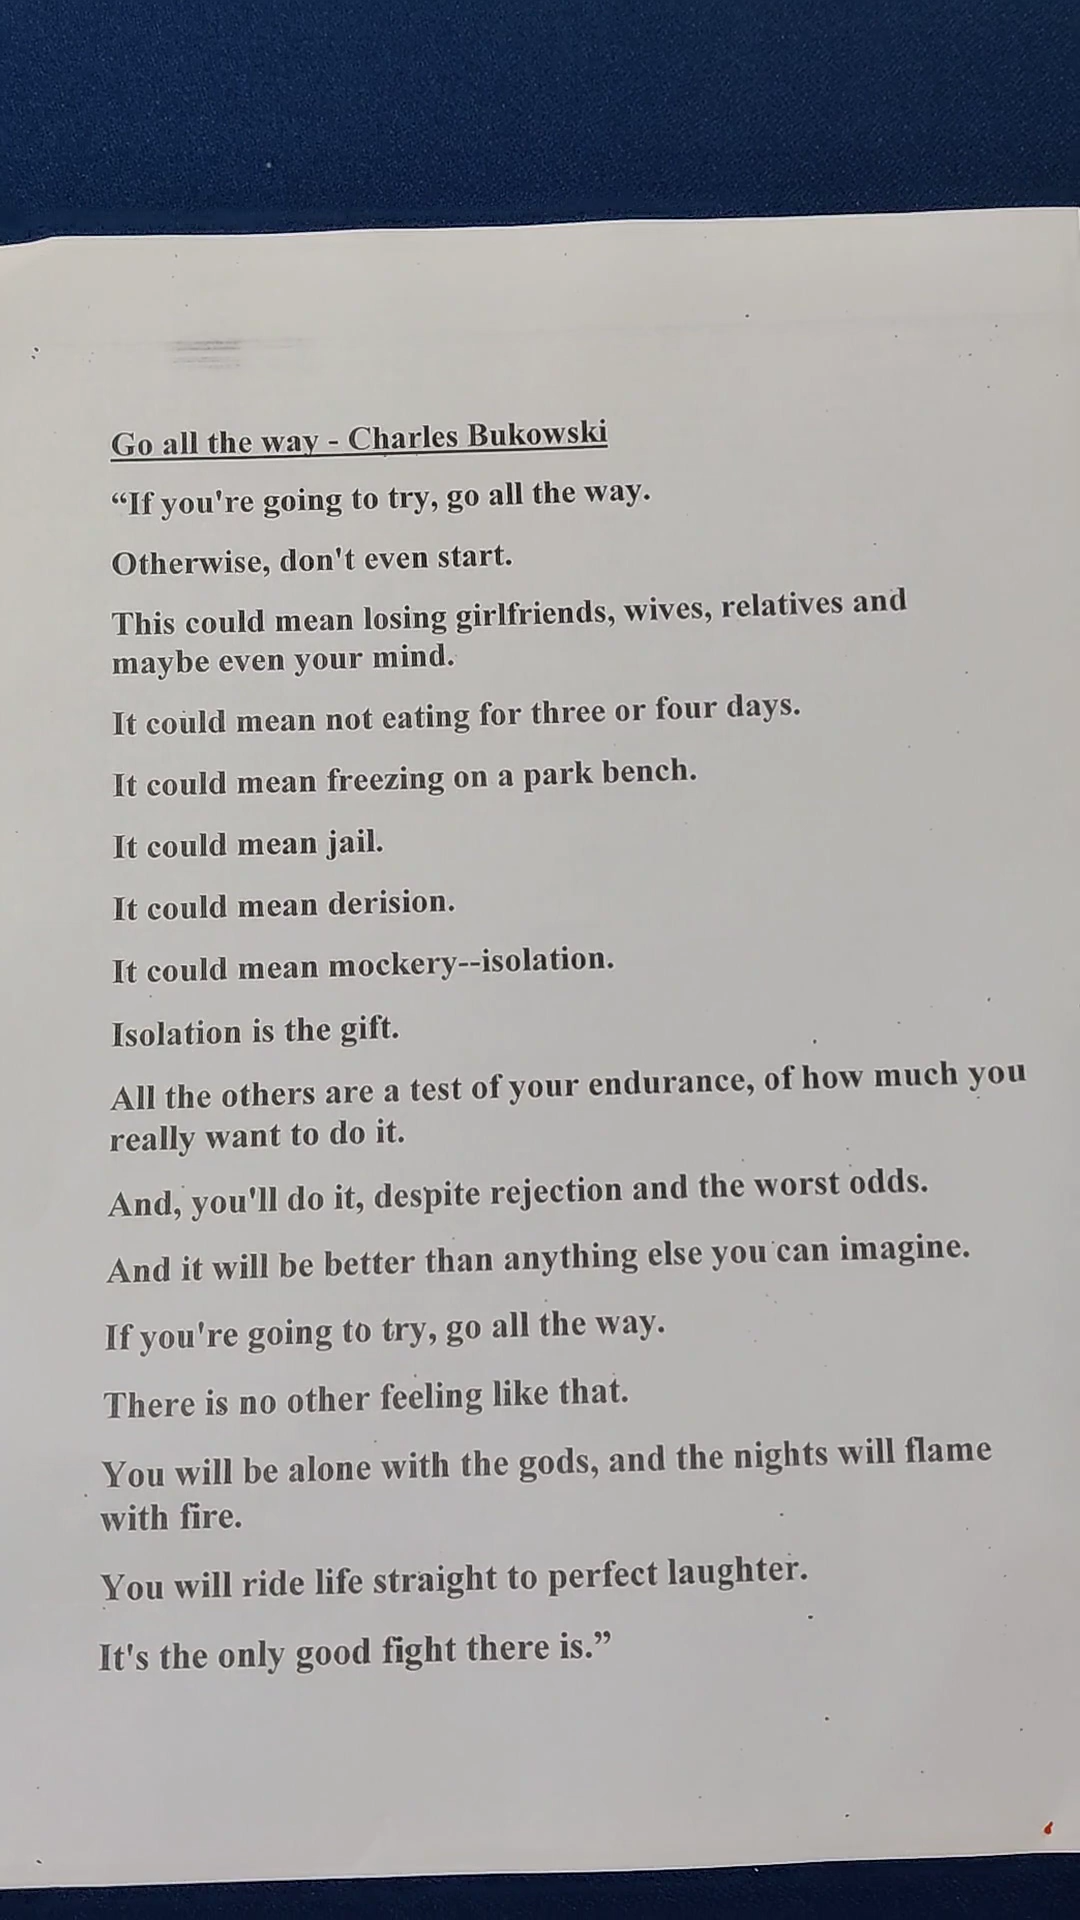 Go all the way - Charles Bukowski
“If you're going to try, go all the way.
Otherwise, don't even start.
This could mean losing girlfriends, wives, relatives and
maybe even your mind.
It could mean not eating for three or four days.
It could mean freezing on a park bench.
It could mean jail.
It could mean derision.
It could mean mockery--isolation.
Isolation is the gift.
All the others are a test of your endurance, of how much you
really want to do it.
And, you'll do it, despite rejection and the worst odds.
And it will be better than anything else you can imagine.
If you're going to try, go all the way.
There is no other feeling like that.
You will be alone with the gods, and the nights will flame
with fire.
You will ride life straight to perfect laughter.
It's the only good fight there is.”